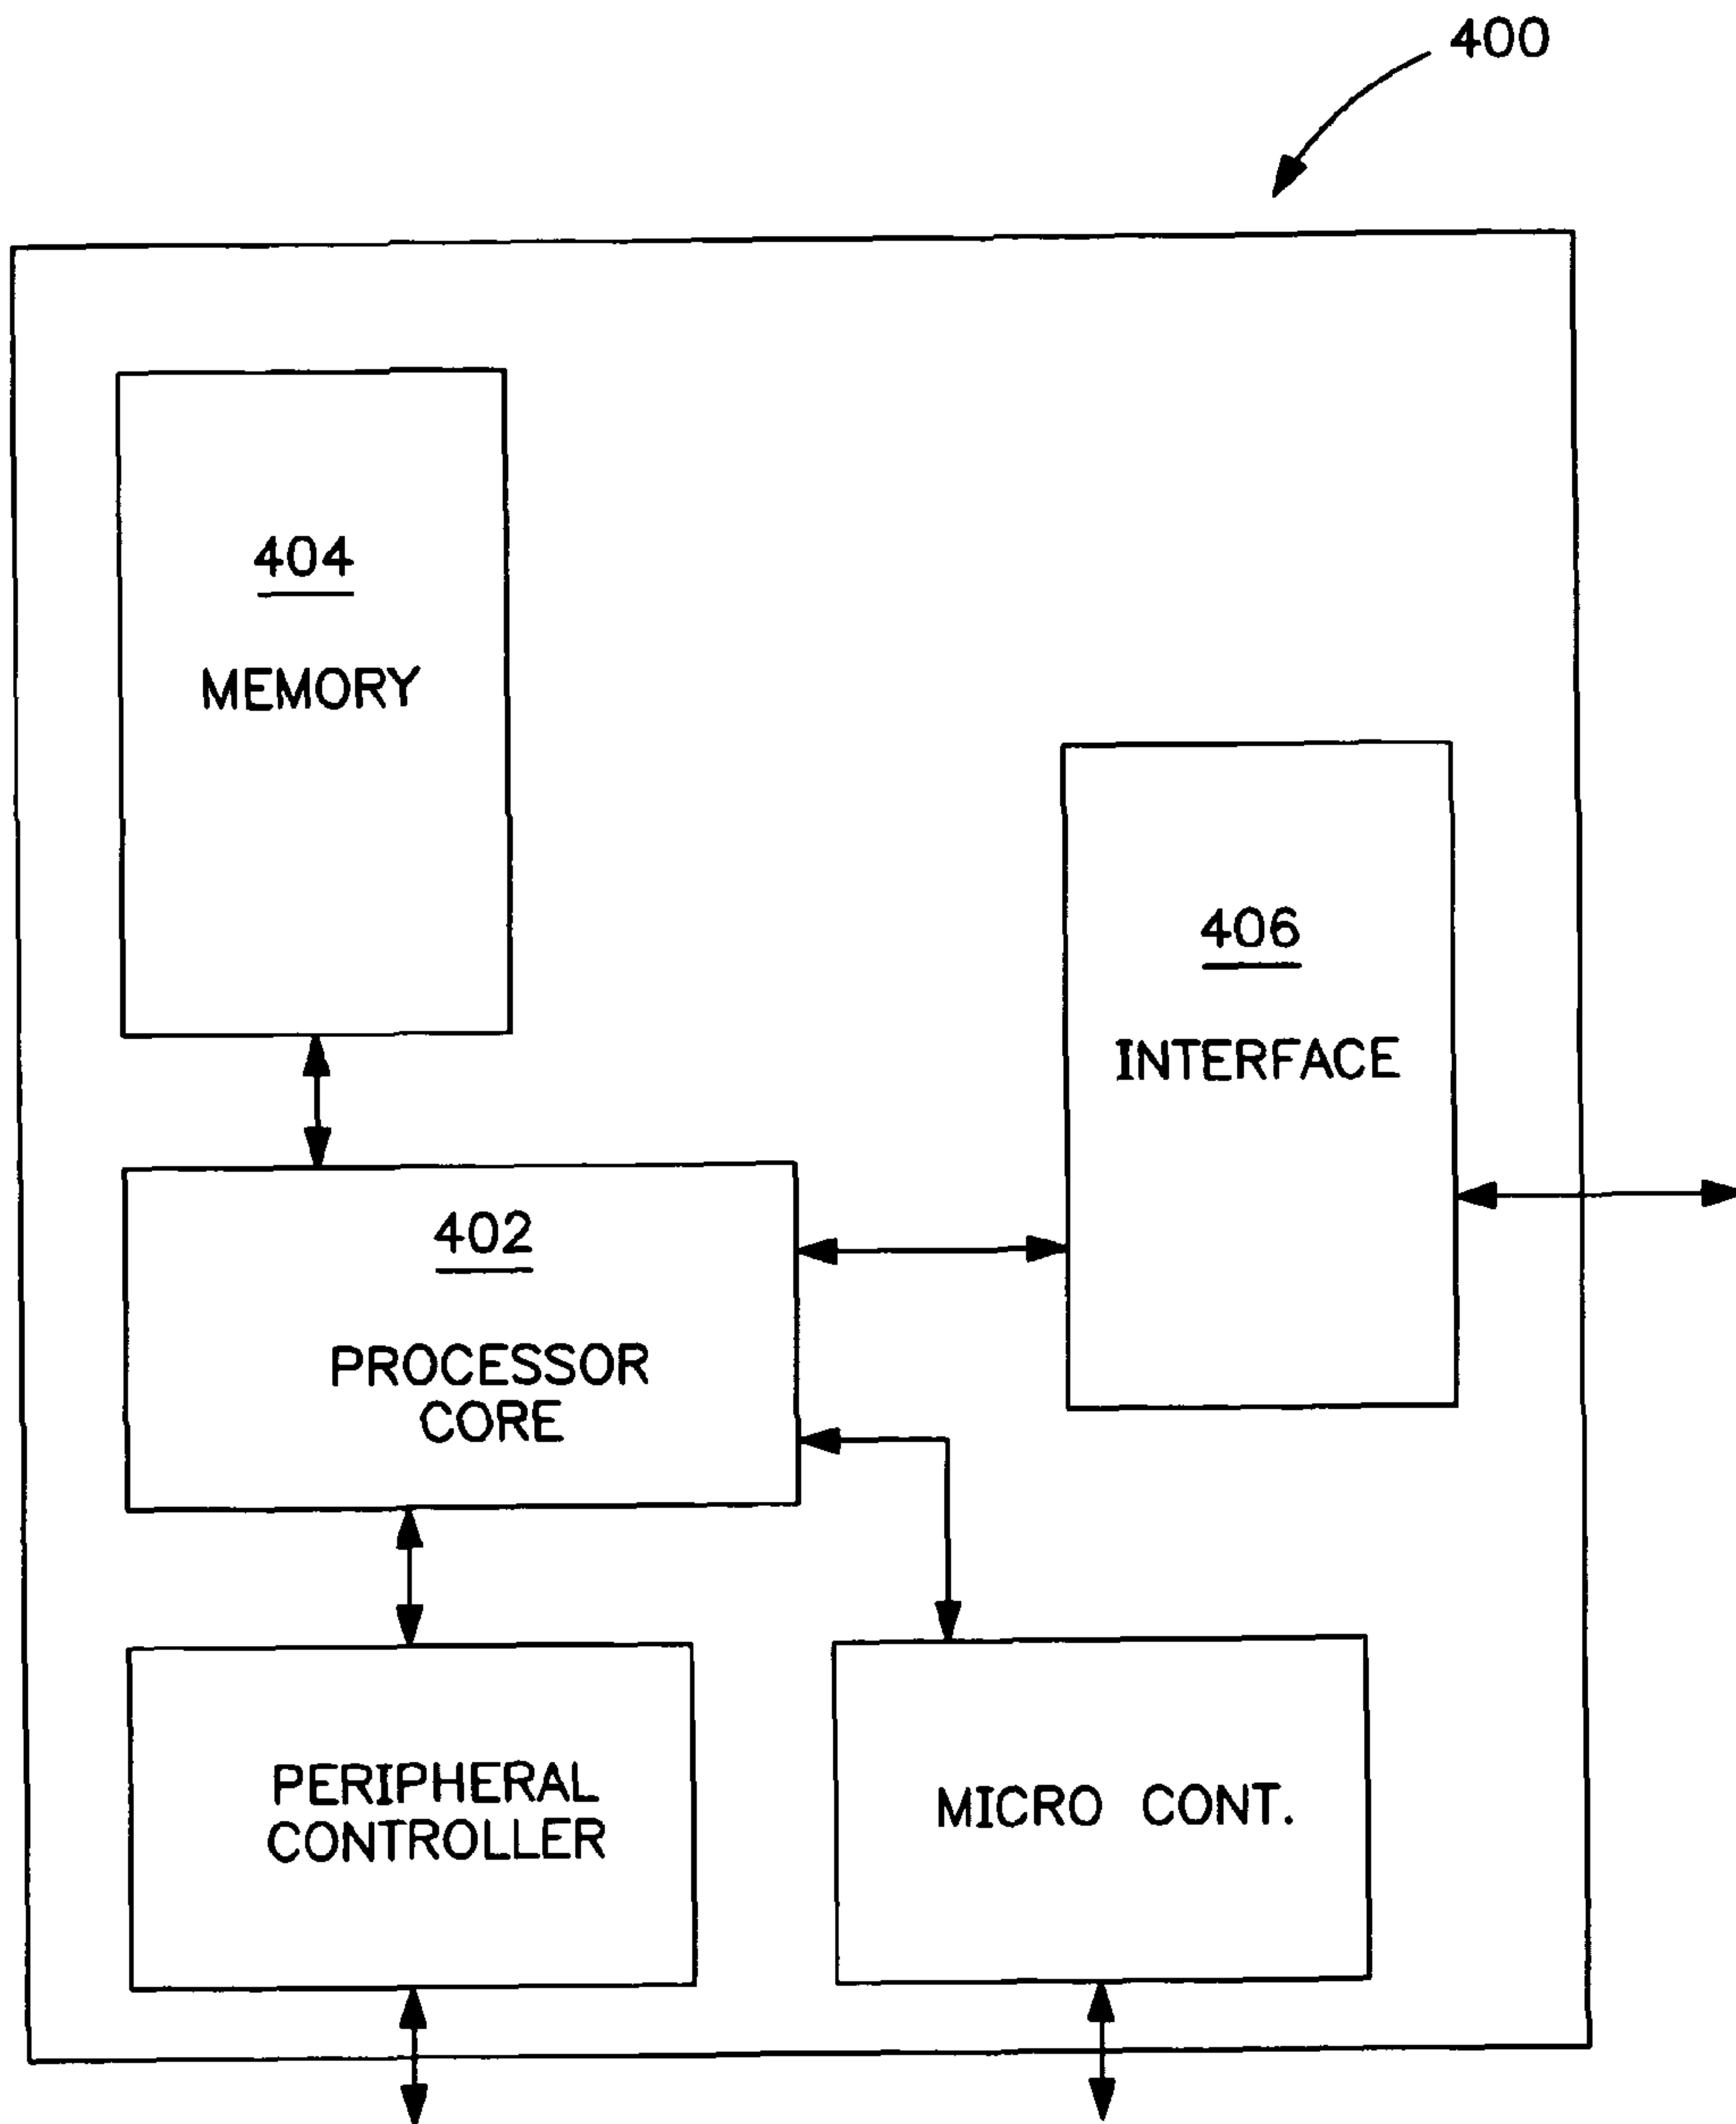 400
404
MEMORY
406
INTERFACE
402
PROCESSOR
CORE
PERIPHERAL
CONTROLLER
MICRO CONT.